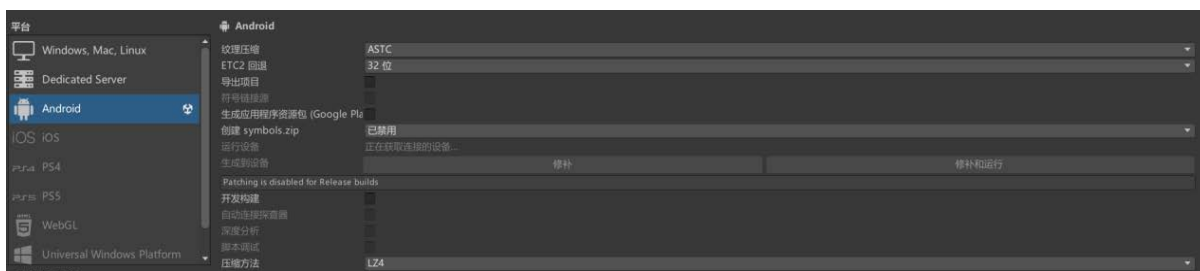 平台
Windows, Mac, Linux
Dedicated Server
Android
iOS iOS
PS4 PS4
PS5 PS5
WebGL
Universal Windows Platform
Android
纹理压缩 ASTC
ETC2 回退 32 位
导出项目
符号链接源
生成应用程序资源包 (Google Pla
创建 symbols.zip 已禁用
运行设备 正在获取连接的设备...
生成到设备 修补 修补和运行
Patching is disabled for Release builds
开发构建
自动连接探查器
深度分析
脚本调试
压缩方法 LZ4